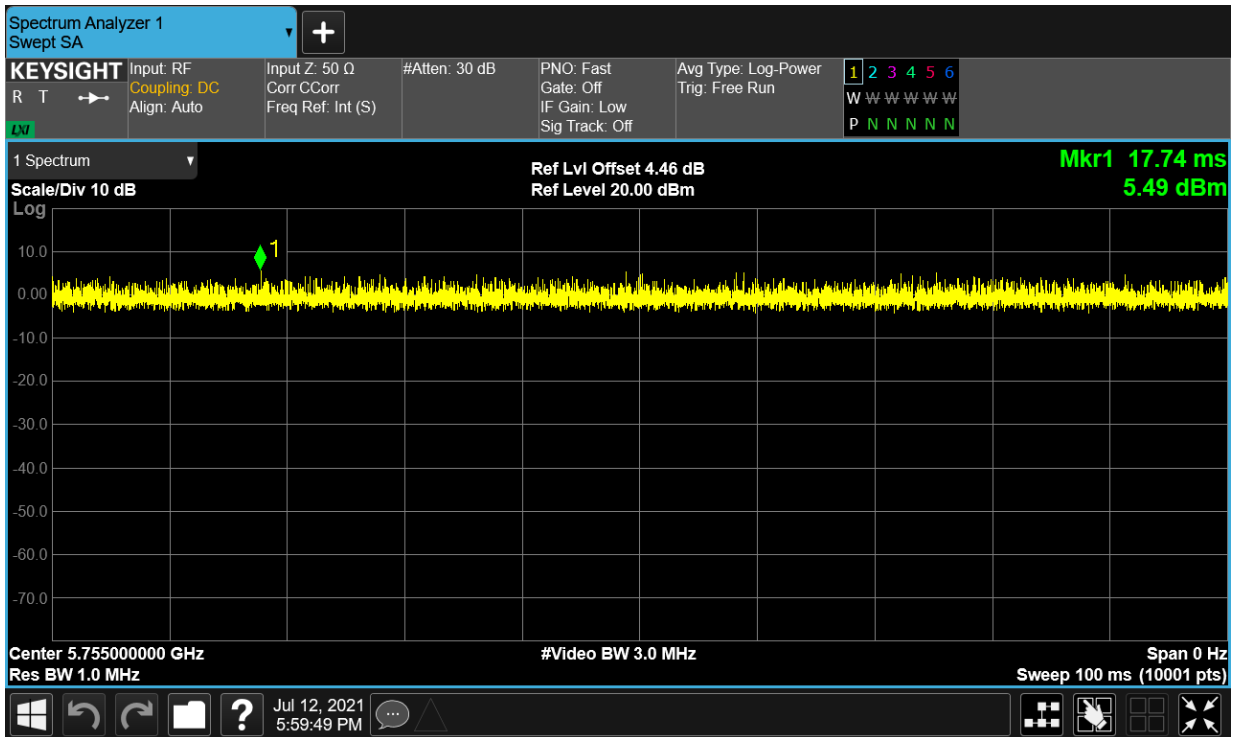 Spectrum Analyzer 1
Swept SA
KEYSIGHT
R T
LXI
Input: RF
Coupling: DC
Align: Auto
Input Z: 50 Ω
Corr CCorr
Freq Ref: Int (S)
#Atten: 30 dB
PNO: Fast
Gate: Off
IF Gain: Low
Sig Track: Off
Avg Type: Log-Power
Trig: Free Run
1 2 3 4 5 6
W W W W W W
P N N N N N
1 Spectrum
Scale/Div 10 dB
Log
Ref Lvl Offset 4.46 dB
Ref Level 20.00 dBm
Mkr1 17.74 ms
5.49 dBm
1
10.0
0.00
-10.0
-20.0
-30.0
-40.0
-50.0
-60.0
-70.0
Center 5.755000000 GHz
Res BW 1.0 MHz
#Video BW 3.0 MHz
Span 0 Hz
Sweep 100 ms (10001 pts)
?
Jul 12, 2021
5:59:49 PM